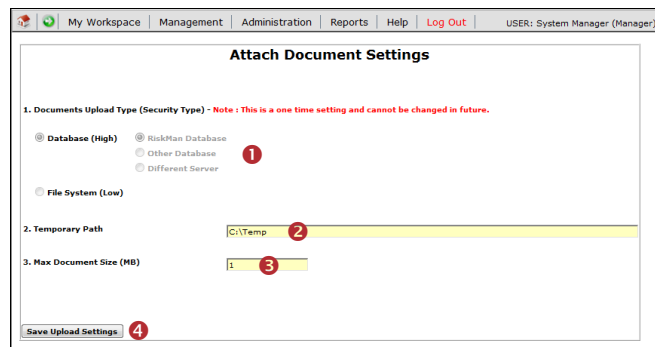 My Workspace | Management | Administration | Reports | Help | Log Out | USER: System Manager (Manager)
Attach Document Settings
1. Documents Upload Type (Security Type) - Note : This is a one time setting and cannot be changed in future.
Database (High) RiskMan Database
Other Database 1
Different Server
File System (Low)
2. Temporary Path C:\Temp 2
3. Max Document Size (MB) 1 3
Save Upload Settings 4